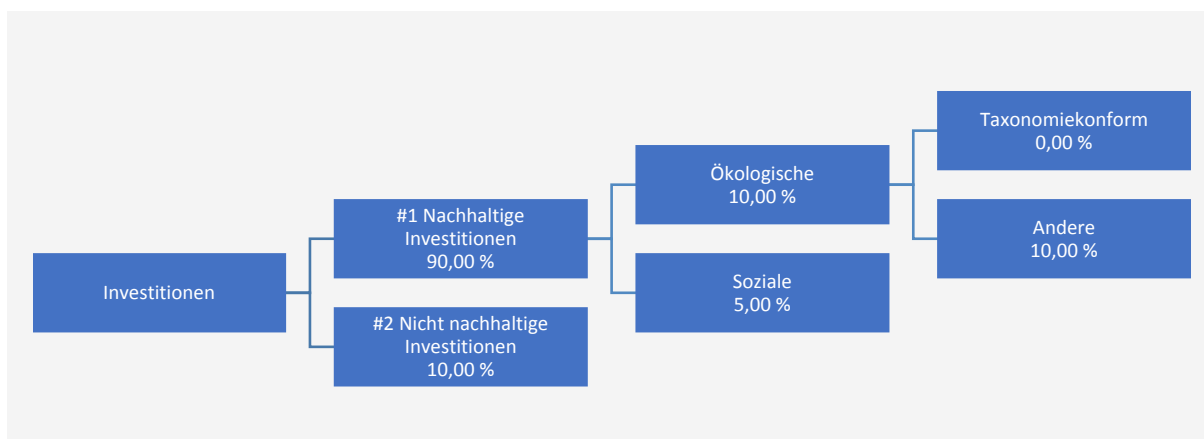 Investitionen
#1 Nachhaltige
Investitionen
90,00 %
#2 Nicht nachhaltige
Investitionen
10,00 %
Ökologische
10,00 %
Soziale
5,00 %
Taxonomiekonform
0,00 %
Andere
10,00 %